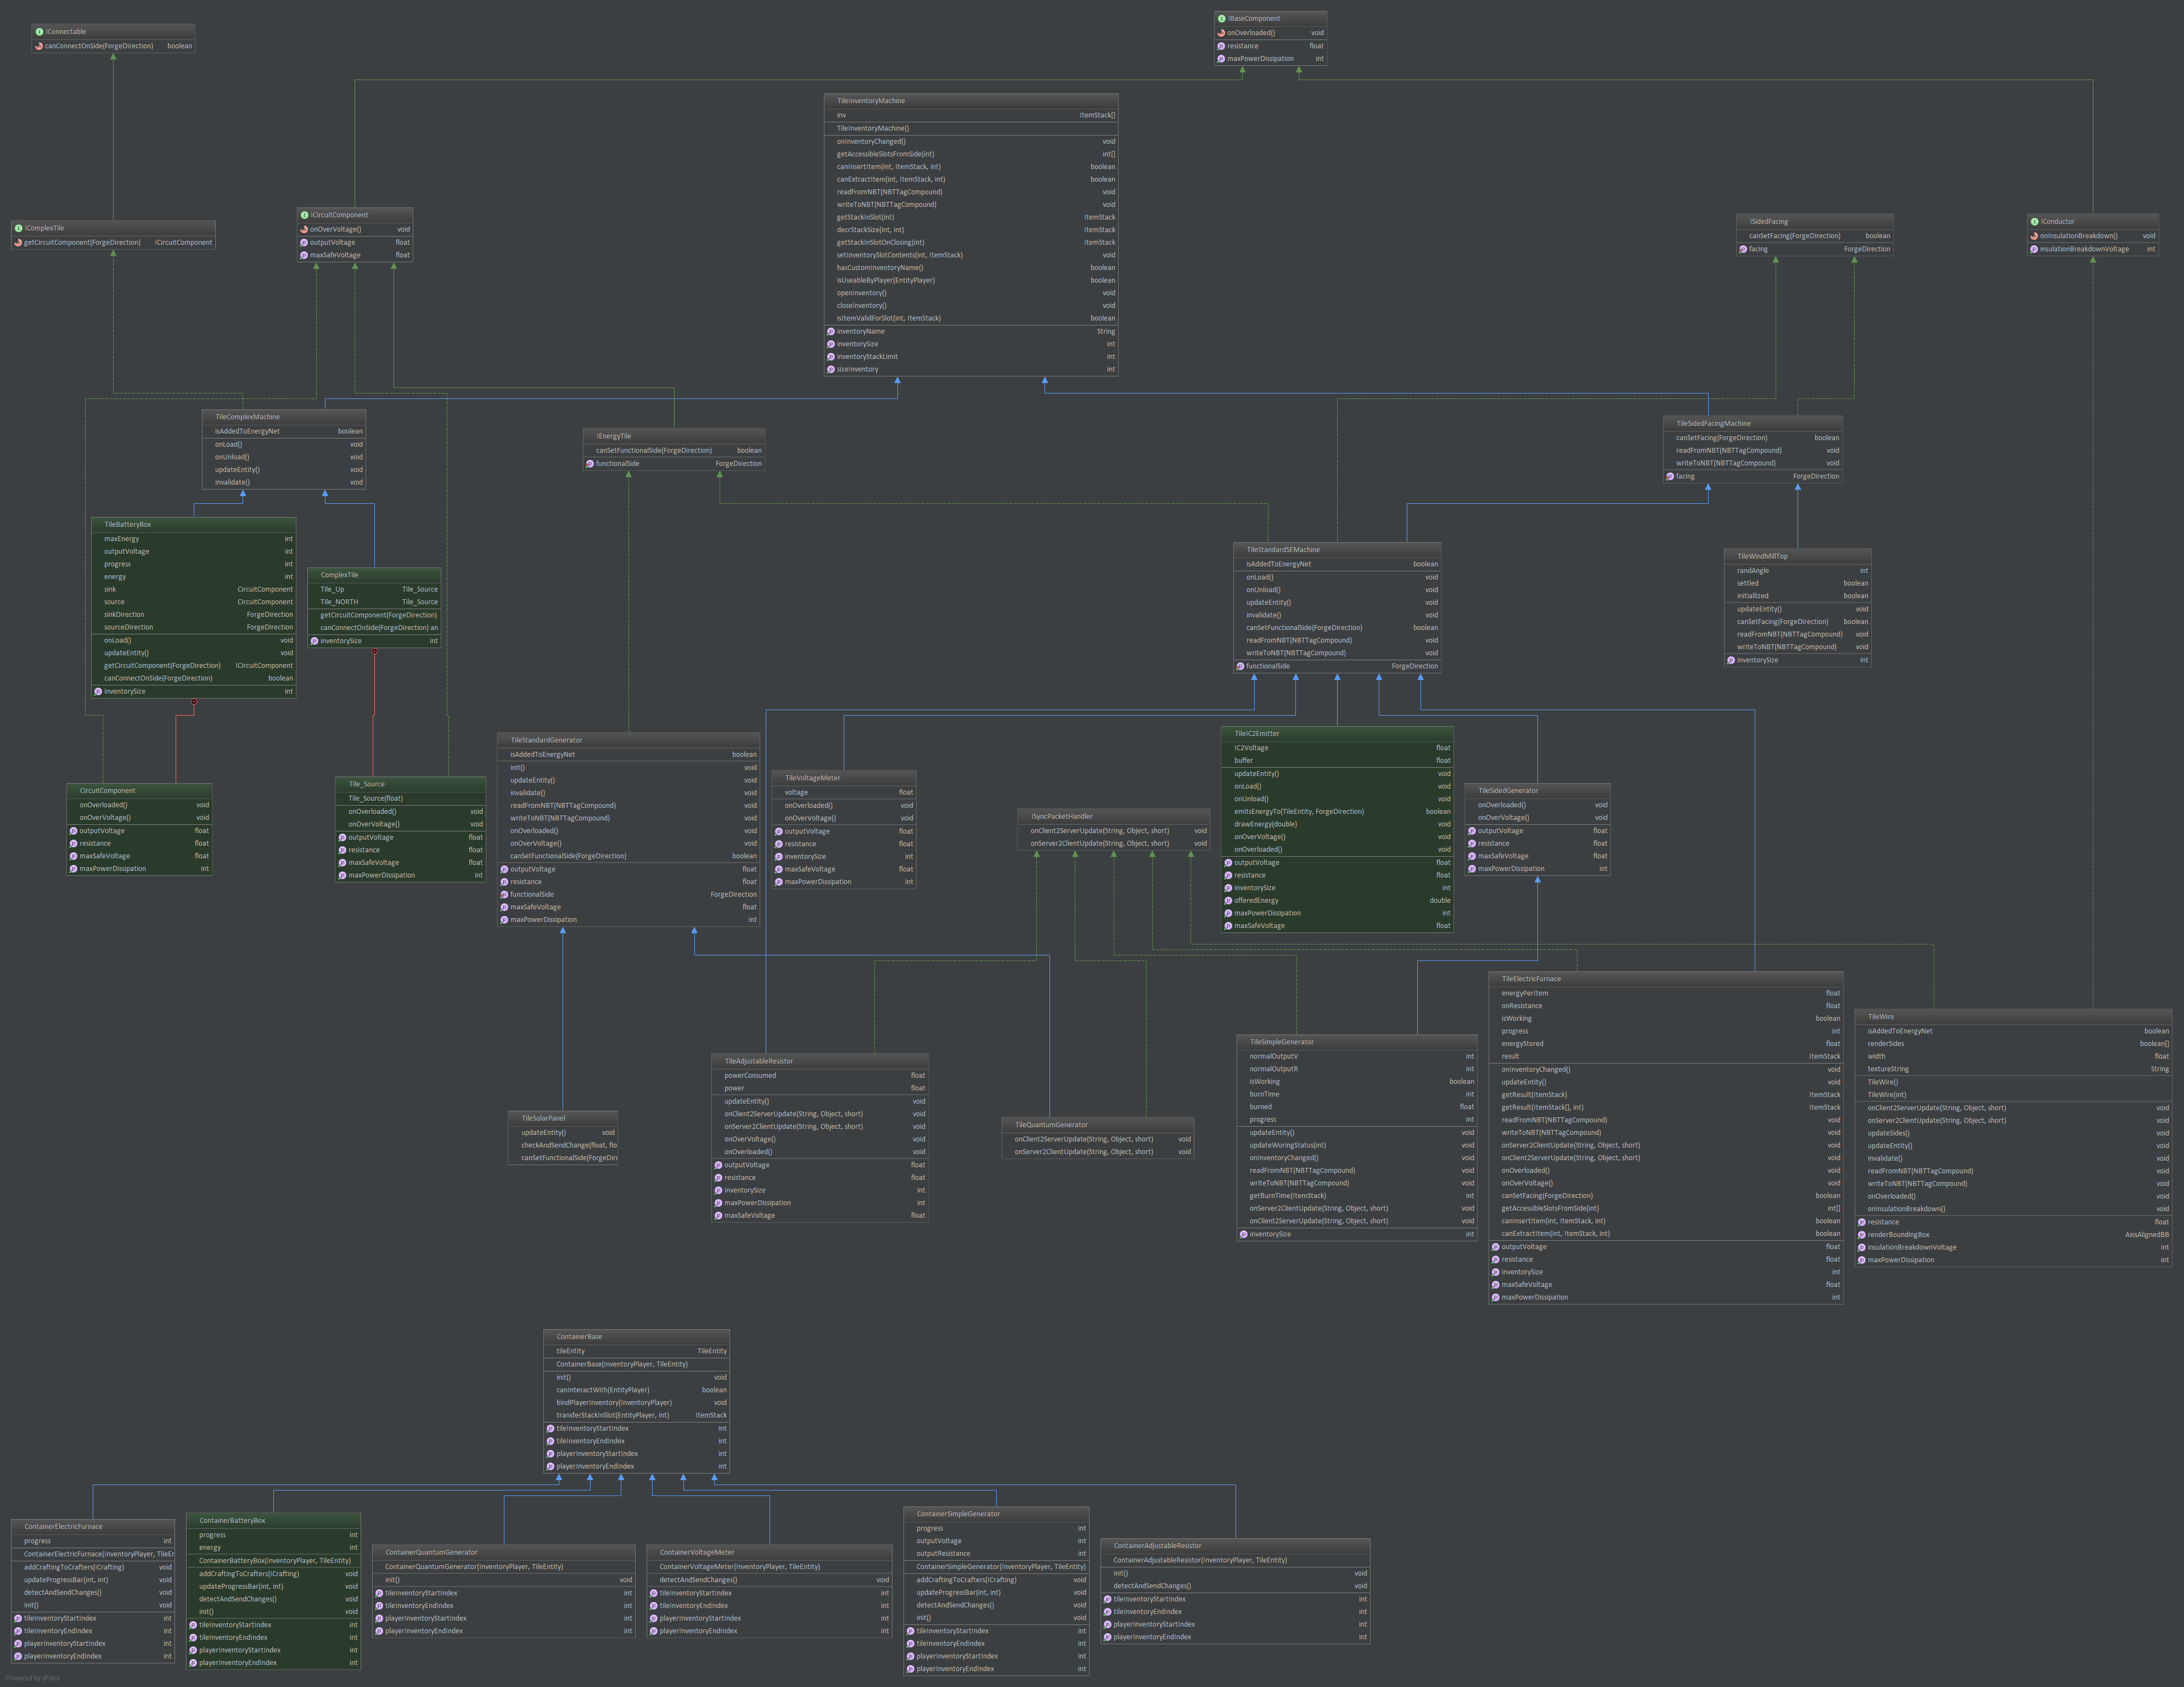 IConnectable
canConnectOnSide(ForgeDirection) boolean
IBaseComponent
onOverloaded() void
resistance float
maxPowerDissipation int
TileInventoryMachine
inv ItemStack[]
TileInventoryMachine()
onInventoryChanged() void
getAccessibleSlotsFromSide(int) int[]
canInsertItem(int, ItemStack, int) boolean
canExtractItem(int, ItemStack, int) boolean
readFromNBT(NBTTagCompound) void
writeToNBT(NBTTagCompound) void
getStackInSlot(int) ItemStack
decrStackSize(int, int) ItemStack
getStackInSlotOnClosing(int) ItemStack
setInventorySlotContents(int, ItemStack) void
hasCustomInventoryName() boolean
isUseableByPlayer(EntityPlayer) boolean
openInventory() void
closeInventory() void
isItemValidForSlot(int, ItemStack) boolean
inventoryName String
inventorySize int
inventoryStackLimit int
sizeInventory int
IComplexTile
getCircuitComponent(ForgeDirection) ICircuitComponent
ICircuitComponent
onOverVoltage() void
outputVoltage float
maxSafeVoltage float
ISidedFacing
canSetFacing(ForgeDirection) boolean
facing ForgeDirection
IConductor
onInsulationBreakdown() void
insulationBreakdownVoltage int
TileComplexMachine
isAddedToEnergyNet boolean
onLoad() void
onUnload() void
updateEntity() void
invalidate() void
IEnergyTile
canSetFunctionalSide(ForgeDirection) boolean
functionalSide ForgeDirection
TileSidedFacingMachine
canSetFacing(ForgeDirection) boolean
readFromNBT(NBTTagCompound) void
writeToNBT(NBTTagCompound) void
facing ForgeDirection
TileBatteryBox
maxEnergy int
outputVoltage int
progress int
energy int
sink CircuitComponent
source CircuitComponent
sinkDirection ForgeDirection
sourceDirection ForgeDirection
onLoad() void
updateEntity() void
getCircuitComponent(ForgeDirection) ICircuitComponent
canConnectOnSide(ForgeDirection) boolean
inventorySize int
ComplexTile
Tile_Up Tile_Source
Tile_NORTH Tile_Source
getCircuitComponent(ForgeDirection)
canConnectOnSide(ForgeDirection) an
inventorySize int
TileStandardSEMachine
isAddedToEnergyNet boolean
onLoad() void
onUnload() void
updateEntity() void
invalidate() void
canSetFunctionalSide(ForgeDirection) boolean
readFromNBT(NBTTagCompound) void
writeToNBT(NBTTagCompound) void
functionalSide ForgeDirection
TileWindMillTop
randAngle int
settled boolean
initiallized boolean
updateEntity() void
canSetFacing(ForgeDirection) boolean
readFromNBT(NBTTagCompound) void
writeToNBT(NBTTagCompound) void
inventorySize int
CircuitComponent
onOverloaded() void
onOverVoltage() void
outputVoltage float
resistance float
maxSafeVoltage float
maxPowerDissipation int
Tile_Source
Tile_Source(float)
onOverloaded() void
onOverVoltage() void
outputVoltage float
resistance float
maxSafeVoltage float
maxPowerDissipation int
TileStandardGenerator
isAddedToEnergyNet boolean
init() void
updateEntity() void
invalidate() void
readFromNBT(NBTTagCompound) void
writeToNBT(NBTTagCompound) void
onOverloaded() void
onOverVoltage() void
canSetFunctionalSide(ForgeDirection) boolean
outputVoltage float
resistance float
functionalSide ForgeDirection
maxSafeVoltage float
maxPowerDissipation int
TileVoltageMeter
voltage float
onOverloaded() void
onOverVoltage() void
outputVoltage float
resistance float
inventorySize int
maxSafeVoltage float
maxPowerDissipation int
ISyncPacketHandler
onClient2ServerUpdate(String, Object, short) void
onServer2ClientUpdate(String, Object, short) void
TileIC2Emitter
IC2Voltage float
buffer float
updateEntity() void
onLoad() void
onUnload() void
emitsEnergyTo(TileEntity, ForgeDirection) boolean
drawEnergy(double) void
onOverVoltage() void
onOverloaded() void
outputVoltage float
resistance float
inventorySize int
offeredEnergy double
maxPowerDissipation int
maxSafeVoltage float
TileSidedGenerator
onOverloaded() void
onOverVoltage() void
outputVoltage float
resistance float
maxSafeVoltage float
maxPowerDissipation int
TileSolarPanel
updateEntity() void
checkAndSendChange(float, flo
canSetFunctionalSide(ForgeDire
TileAdjustableResistor
powerConsumed float
power float
updateEntity() void
onClient2ServerUpdate(String, Object, short) void
onServer2ClientUpdate(String, Object, short) void
onOverVoltage() void
onOverloaded() void
outputVoltage float
resistance float
inventorySize int
maxPowerDissipation int
maxSafeVoltage float
TileQuantumGenerator
onClient2ServerUpdate(String, Object, short) void
onServer2ClientUpdate(String, Object, short) void
TileSimpleGenerator
normalOutputV int
normalOutputR int
isWorking boolean
burnTime int
burned float
progress int
updateEntity() void
updateWoringStatus(int) void
onInventoryChanged() void
readFromNBT(NBTTagCompound) void
writeToNBT(NBTTagCompound) void
getBurnTime(ItemStack) int
onServer2ClientUpdate(String, Object, short) void
onClient2ServerUpdate(String, Object, short) void
inventorySize int
TileElectricFurnace
energyPerItem float
onResistance float
isWorking boolean
progress int
energyStored float
result ItemStack
onInventoryChanged() void
updateEntity() void
getResult(ItemStack) ItemStack
getResult(ItemStack[], int) ItemStack
readFromNBT(NBTTagCompound) void
writeToNBT(NBTTagCompound) void
onServer2ClientUpdate(String, Object, short) void
onClient2ServerUpdate(String, Object, short) void
onOverloaded() void
onOverVoltage() void
canSetFacing(ForgeDirection) boolean
getAccessibleSlotsFromSide(int) int[]
canInsertItem(int, ItemStack, int) boolean
canExtractItem(int, ItemStack, int) boolean
outputVoltage float
resistance float
inventorySize int
maxSafeVoltage float
maxPowerDissipation int
TileWire
isAddedToEnergyNet boolean
renderSides boolean[]
width float
textureString String
TileWire()
TileWire(int)
onClient2ServerUpdate(String, Object, short) void
onServer2ClientUpdate(String, Object, short) void
updateSides() void
updateEntity() void
invalidate() void
readFromNBT(NBTTagCompound) void
writeToNBT(NBTTagCompound) void
onOverloaded() void
onInsulationBreakdown() void
resistance float
renderBoundingBox AxisAlignedBB
insulationBreakdownVoltage int
maxPowerDissipation int
ContainerBase
tileEntity TileEntity
ContainerBase(InventoryPlayer, TileEntity)
init() void
canInteractWith(EntityPlayer) boolean
bindPlayerInventory(InventoryPlayer) void
transferStackInSlot(EntityPlayer, int) ItemStack
tileInventoryStartIndex int
tileInventoryEndIndex int
playerInventoryStartIndex int
playerInventoryEndIndex int
ContainerElectricFurnace
progress int
ContainerElectricFurnace(InventoryPlayer, TileEr
addCraftingToCrafters(ICrafting) void
updateProgressBar(int, int) void
detectAndSendChanges() void
init() void
tileInventoryStartIndex int
tileInventoryEndIndex int
playerInventoryStartIndex int
playerInventoryEndIndex int
ContainerBatteryBox
progress int
energy int
ContainerBatteryBox(InventoryPlayer, TileEntity)
addCraftingToCrafters(ICrafting) void
updateProgressBar(int, int) void
detectAndSendChanges() void
init() void
tileInventoryStartIndex int
tileInventoryEndIndex int
playerInventoryStartIndex int
playerInventoryEndIndex int
ContainerQuantumGenerator
ContainerQuantumGenerator(InventoryPlayer, TileEntity)
init() void
tileInventoryStartIndex int
tileInventoryEndIndex int
playerInventoryStartIndex int
playerInventoryEndIndex int
ContainerVoltageMeter
ContainerVoltageMeter(InventoryPlayer, TileEntity)
detectAndSendChanges() void
tileInventoryStartIndex int
tileInventoryEndIndex int
playerInventoryStartIndex int
playerInventoryEndIndex int
ContainerSimpleGenerator
progress int
outputVoltage int
outputResistance int
ContainerSimpleGenerator(InventoryPlayer, TileEntity)
addCraftingToCrafters(ICrafting) void
updateProgressBar(int, int) void
detectAndSendChanges() void
init() void
tileInventoryStartIndex int
tileInventoryEndIndex int
playerInventoryStartIndex int
playerInventoryEndIndex int
ContainerAdjustableResistor
ContainerAdjustableResistor(InventoryPlayer, TileEntity)
init() void
detectAndSendChanges() void
tileInventoryStartIndex int
tileInventoryEndIndex int
playerInventoryStartIndex int
playerInventoryEndIndex int
Powered by yFiles